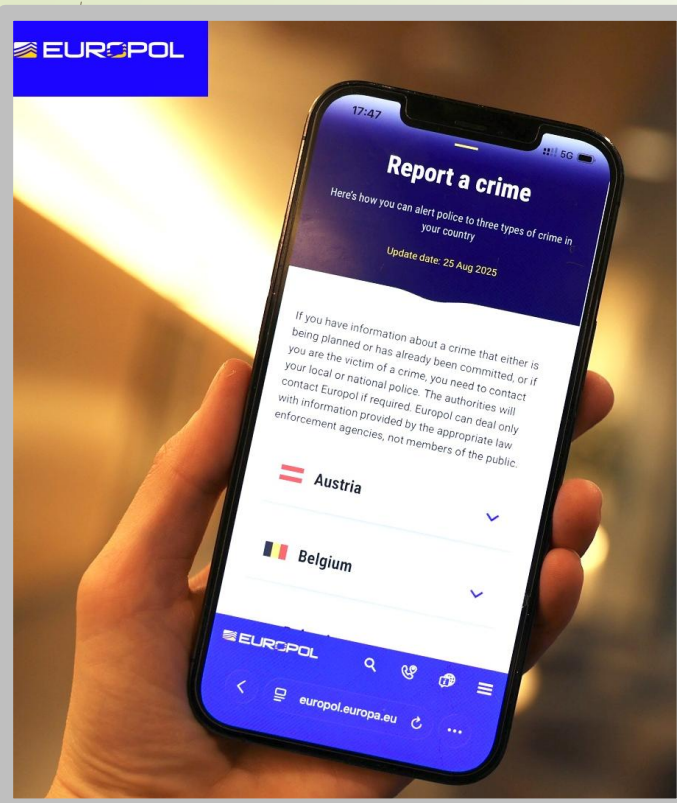 EUROPOL
17:47
5G
Report a crime
Here's how you can alert police to three types of crime in
your country
Update date: 25 Aug 2025
If you have information about a crime that either is
being planned or has already been committed, or if
you are the victim of a crime, you need to contact
your local or national police. The authorities will
contact Europol if required. Europol can deal only
with information provided by the appropriate law
enforcement agencies, not members of the public.
Austria
Belgium
EUROPOL
europol.europa.eu